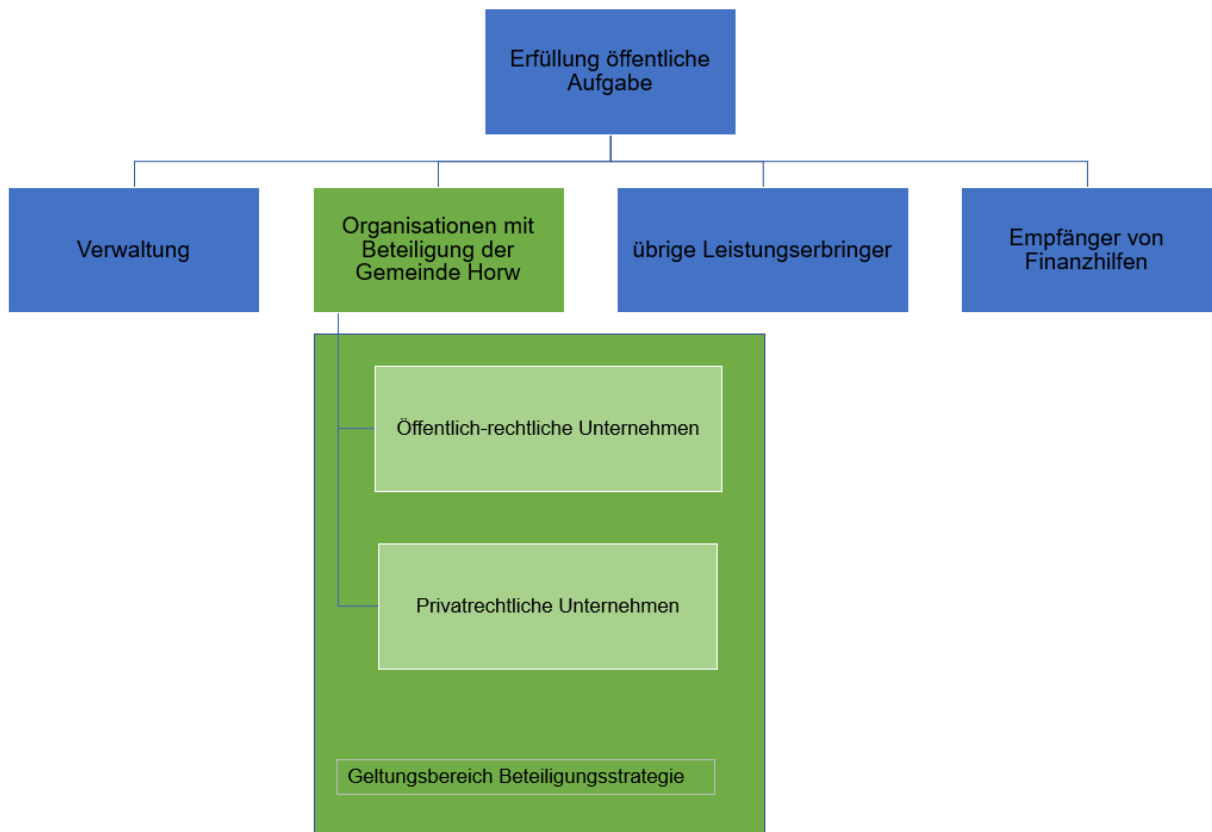 Erfüllung öffentliche
Aufgabe
Verwaltung
Organisationen mit
Beteiligung der
Gemeinde Horw
übrige Leistungserbringer
Empfänger von
Finanzhilfen
Öffentlich-rechtliche Unternehmen
Privatrechtliche Unternehmen
Geltungsbereich Beteiligungsstrategie